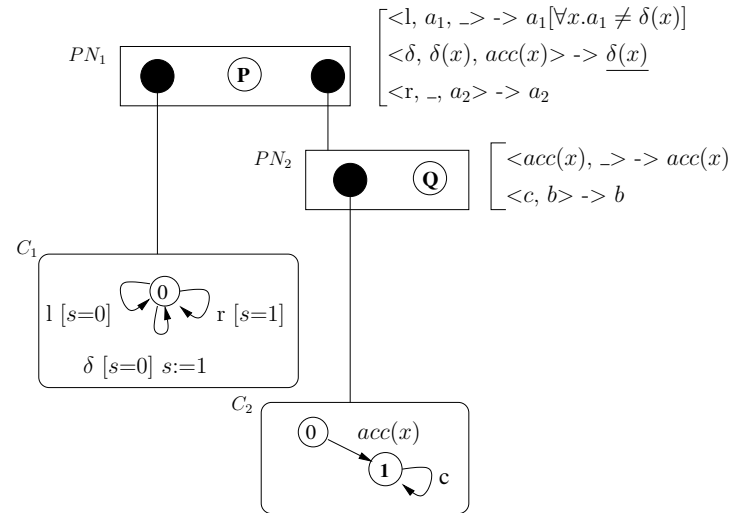 <l, a₁, _> -> a₁[∀x.a₁ ≠ δ(x)]
PN₁
P
<δ, δ(x), acc(x)> -> δ(x)
<r, _, a₂> -> a₂
PN₂
Q
<acc(x), _> -> acc(x)
<c, b> -> b
C₁
0
l [s=0]
r [s=1]
δ [s=0] s:=1
C₂
0
acc(x)
1
c